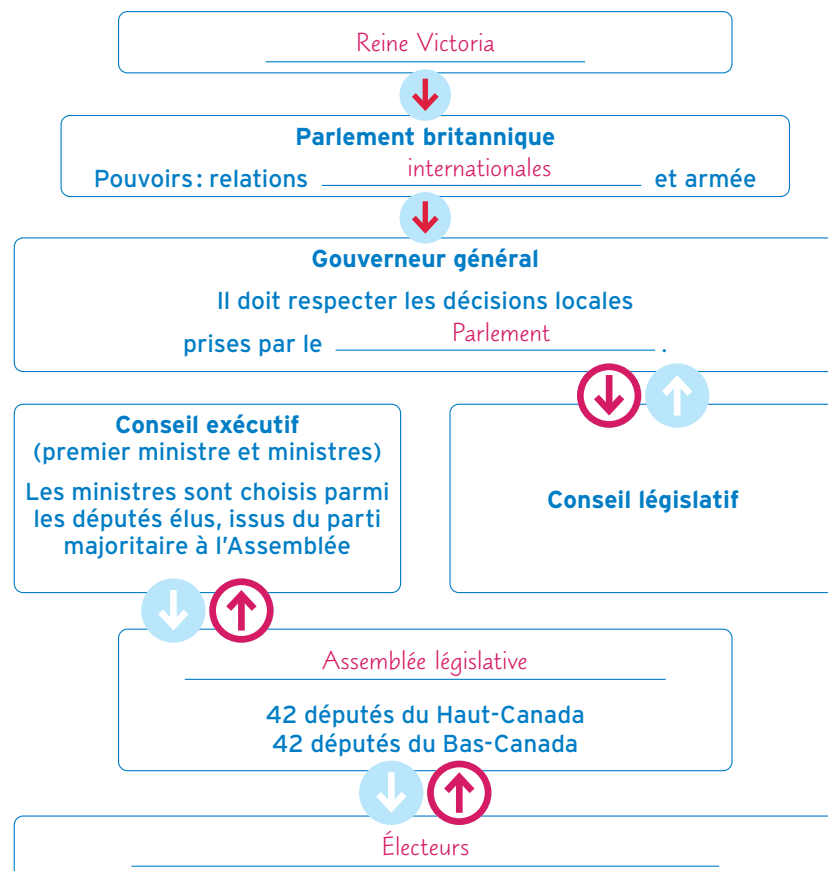 Reine Victoria
Parlement britannique
Pouvoirs : relations internationales et armée
Gouverneur général
Il doit respecter les décisions locales
prises par le Parlement.
Conseil exécutif
(premier ministre et ministres)
Les ministres sont choisis parmi
les députés élus, issus du parti
majoritaire à l'Assemblée
Conseil législatif
Assemblée législative
42 députés du Haut-Canada
42 députés du Bas-Canada
Électeurs